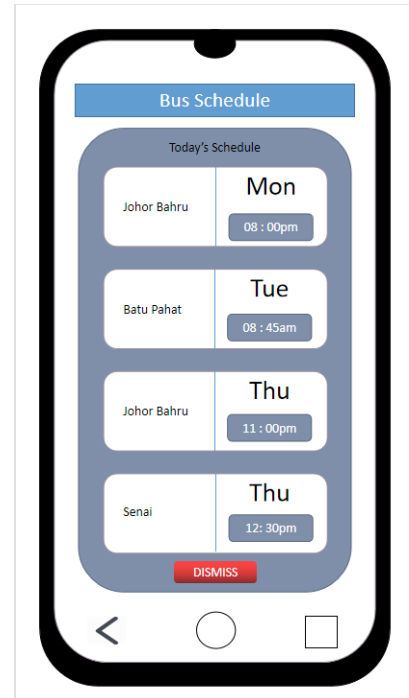 Bus Schedule
Today's Schedule
Johor Bahru
Mon
08 : 00pm
Batu Pahat
Tue
08 : 45am
Johor Bahru
Thu
11 : 00pm
Senai
Thu
12: 30pm
DISMISS